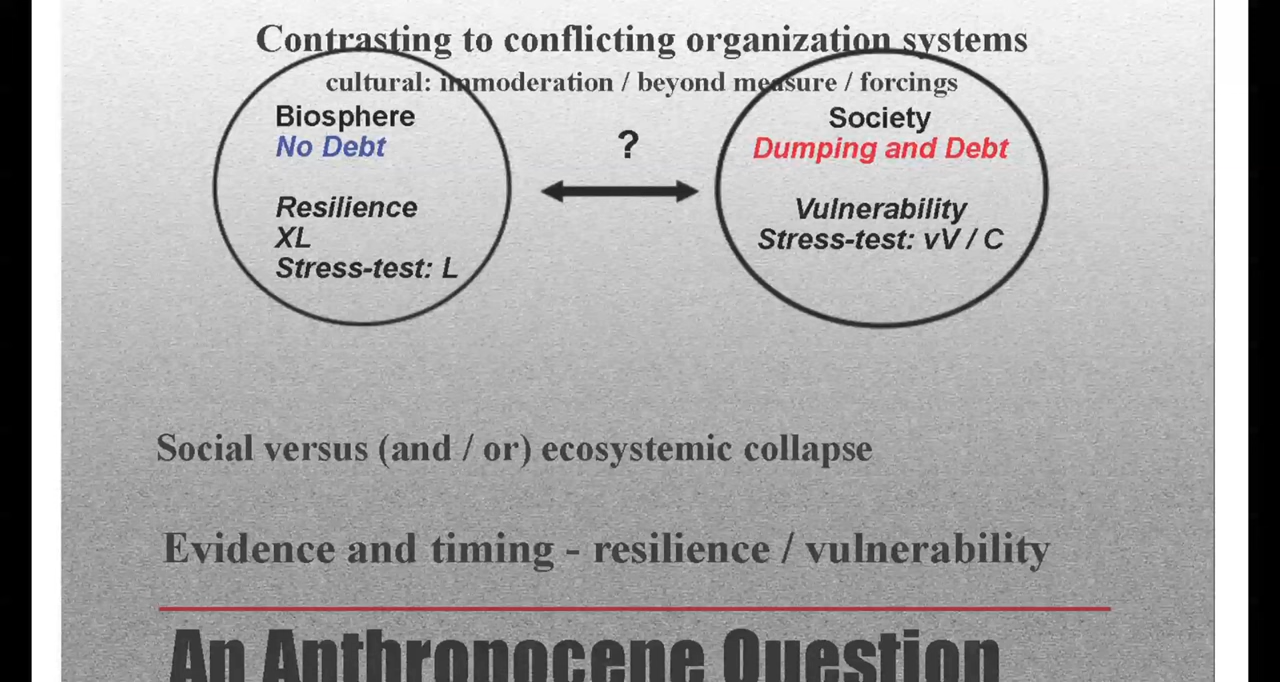 Contrasting to conflicting organization systems
cultural: immoderation / beyond measure / forcings
Biosphere
No Debt
Resilience
XL
Stress-test: L
?
Society
Dumping and Debt
Vulnerability
Stress-test: vV / C
Social versus (and / or) ecosystemic collapse
Evidence and timing - resilience / vulnerability
An Anthropocene Question